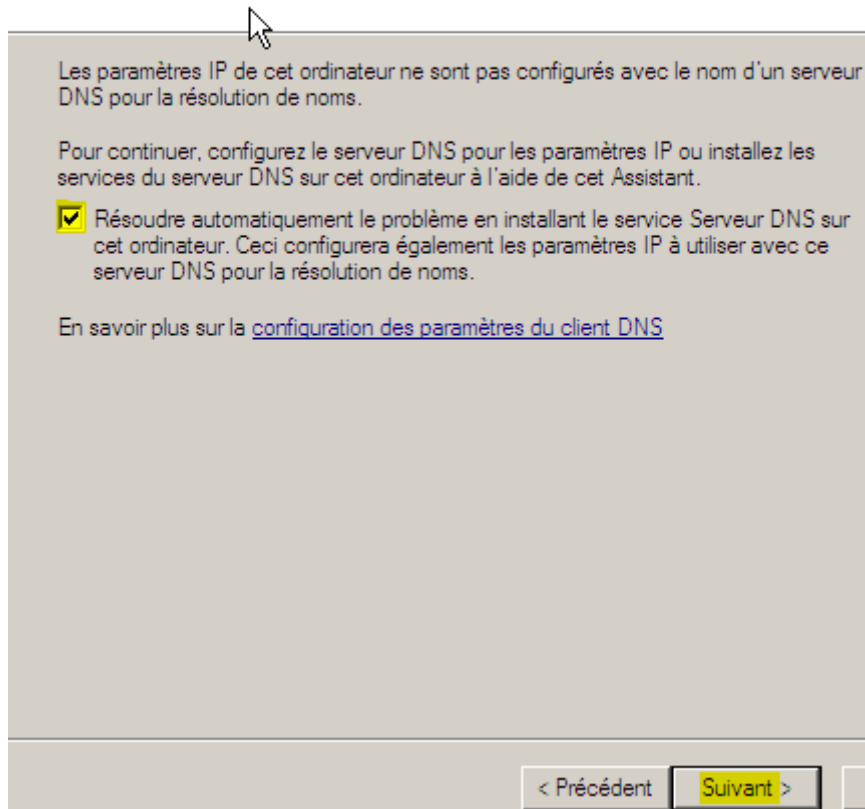 Les paramètres IP de cet ordinateur ne sont pas configurés avec le nom d'un serveur
DNS pour la résolution de noms.
Pour continuer, configurez le serveur DNS pour les paramètres IP ou installez les
services du serveur DNS sur cet ordinateur à l'aide de cet Assistant.
Résoudre automatiquement le problème en installant le service Serveur DNS sur
cet ordinateur. Ceci configurera également les paramètres IP à utiliser avec ce
serveur DNS pour la résolution de noms.
En savoir plus sur la configuration des paramètres du client DNS
< Précédent Suivant >